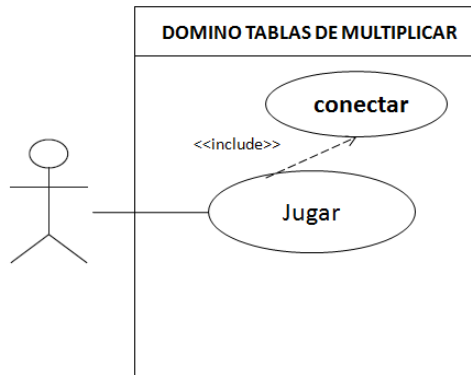 DOMINO TABLAS DE MULTIPLICAR
conectar
<<include>>
Jugar